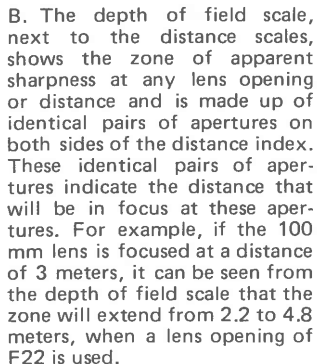 B. The depth of field scale,
next to the distance scales,
shows the zone of apparent
sharpness at any lens opening
or distance and is made up of
identical pairs of apertures on
both sides of the distance index.
These identical pairs of aper-
tures indicate the distance that
will be in focus at these aper-
tures. For example, if the 100
mm lens is focused at a distance
of 3 meters, it can be seen from
the depth of field scale that the
zone will extend from 2.2 to 4.8
meters, when a lens opening of
F22 is used.